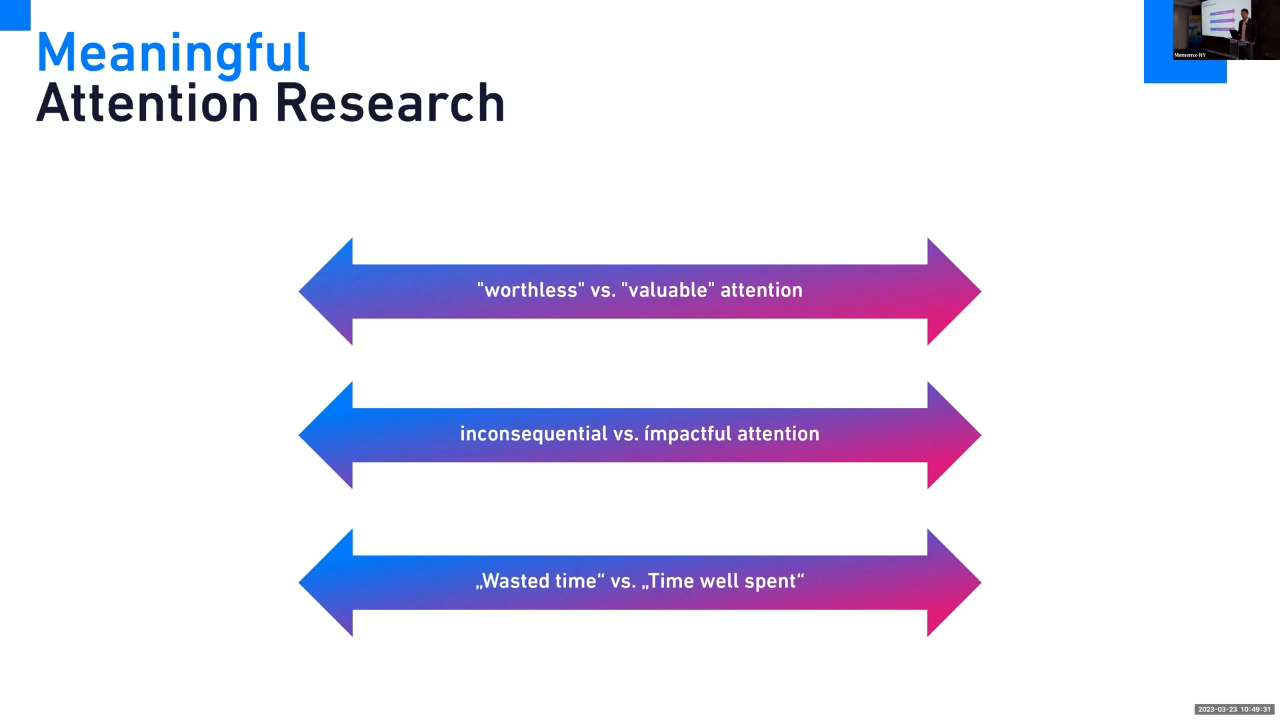 Meaningful
Attention Research
"worthless" vs. "valuable" attention
inconsequential vs. ímpactful attention
„Wasted time“ vs. „Time well spent“
2023-03-23 10:49:31